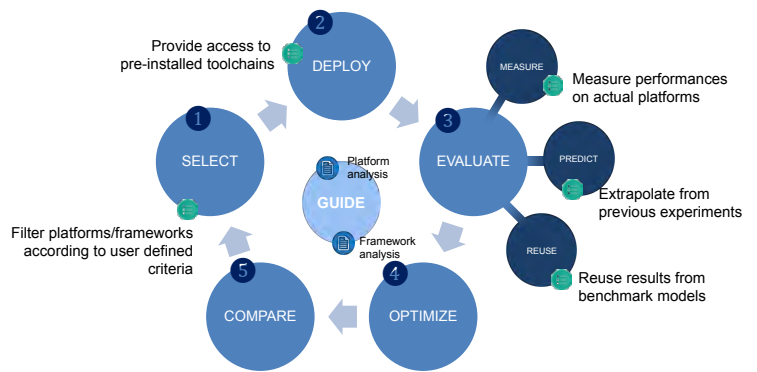 2
DEPLOY
Provide access to
pre-installed toolchains
MEASURE
Measure performances
on actual platforms
1
SELECT
3
EVALUATE
PREDICT
Extrapolate from
previous experiments
Platform
analysis
GUIDE
Framework
analysis
Filter platforms/frameworks
according to user defined
criteria
REUSE
Reuse results from
benchmark models
5
COMPARE
4
OPTIMIZE